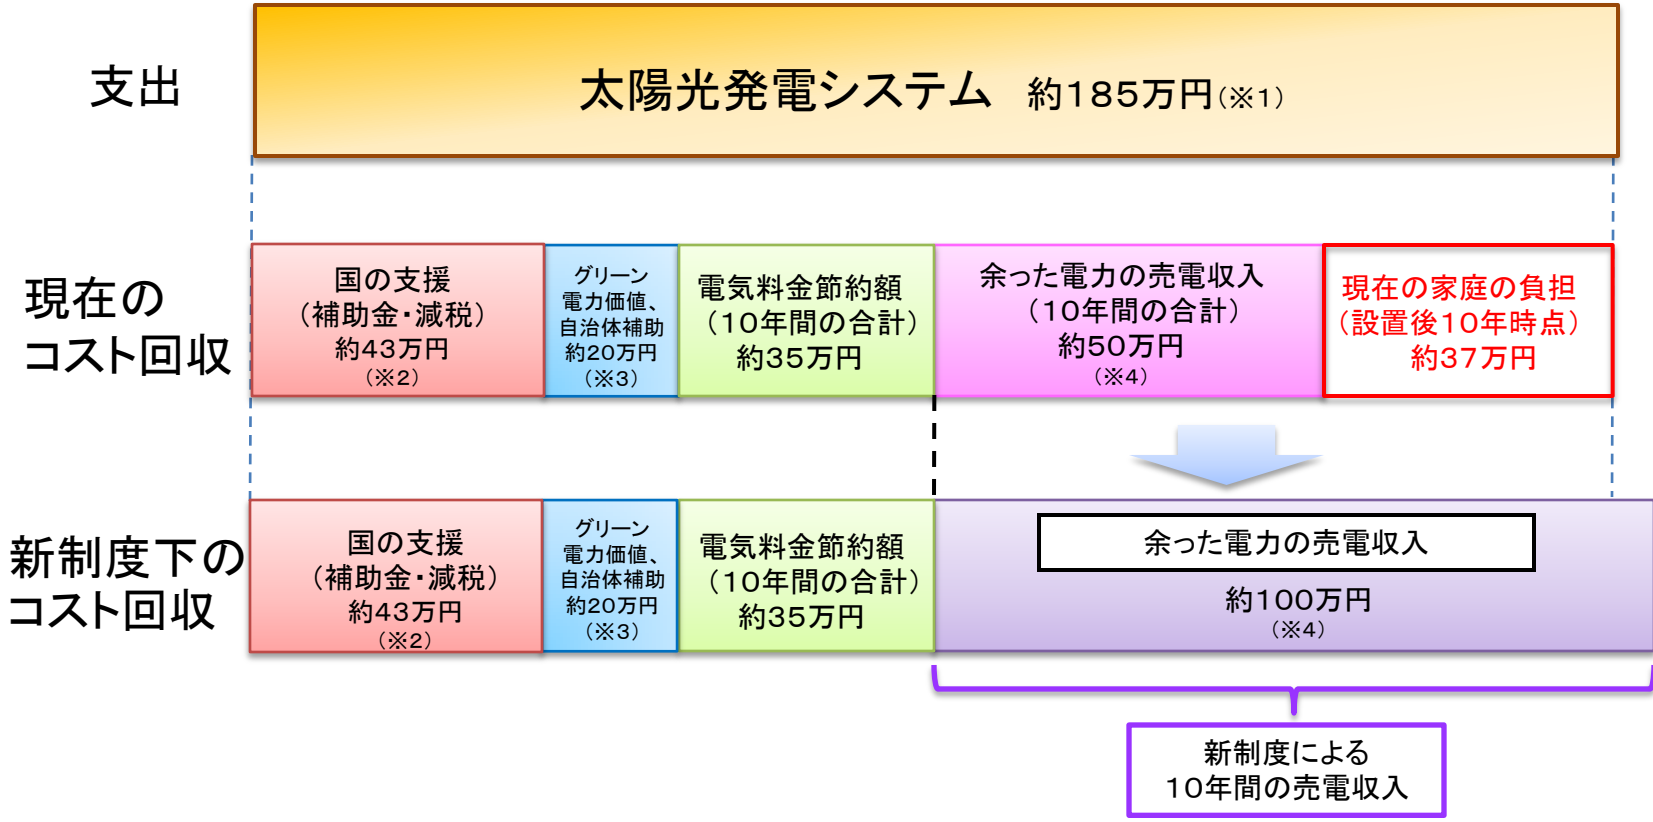 支出
太陽光発電システム 約185万円(※1)
現在の
コスト回収
国の支援
(補助金・減税)
約43万円
(※2)
グリーン
電力価値、
自治体補助
約20万円
(※3)
電気料金節約額
(10年間の合計)
約35万円
余った電力の売電収入
(10年間の合計)
約50万円
(※4)
現在の家庭の負担
(設置後10年時点)
約37万円
新制度下の
コスト回収
国の支援
(補助金・減税)
約43万円
(※2)
グリーン
電力価値、
自治体補助
約20万円
(※3)
電気料金節約額
(10年間の合計)
約35万円
余った電力の売電収入
約100万円
(※4)
新制度による
10年間の売電収入